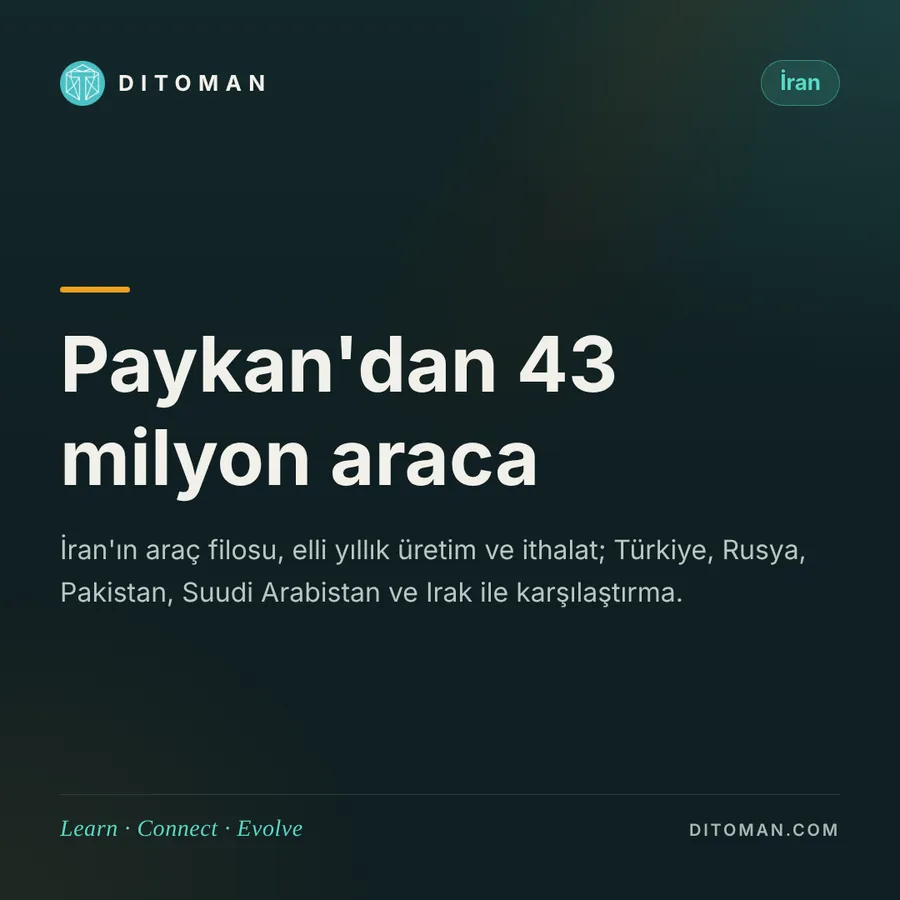 DITOMAN
İran
Paykan'dan 43
milyon araca
İran'ın araç filosu, elli yıllık üretim ve ithalat; Türkiye, Rusya,
Pakistan, Suudi Arabistan ve Irak ile karşılaştırma.
Learn · Connect · Evolve
DITOMAN.COM